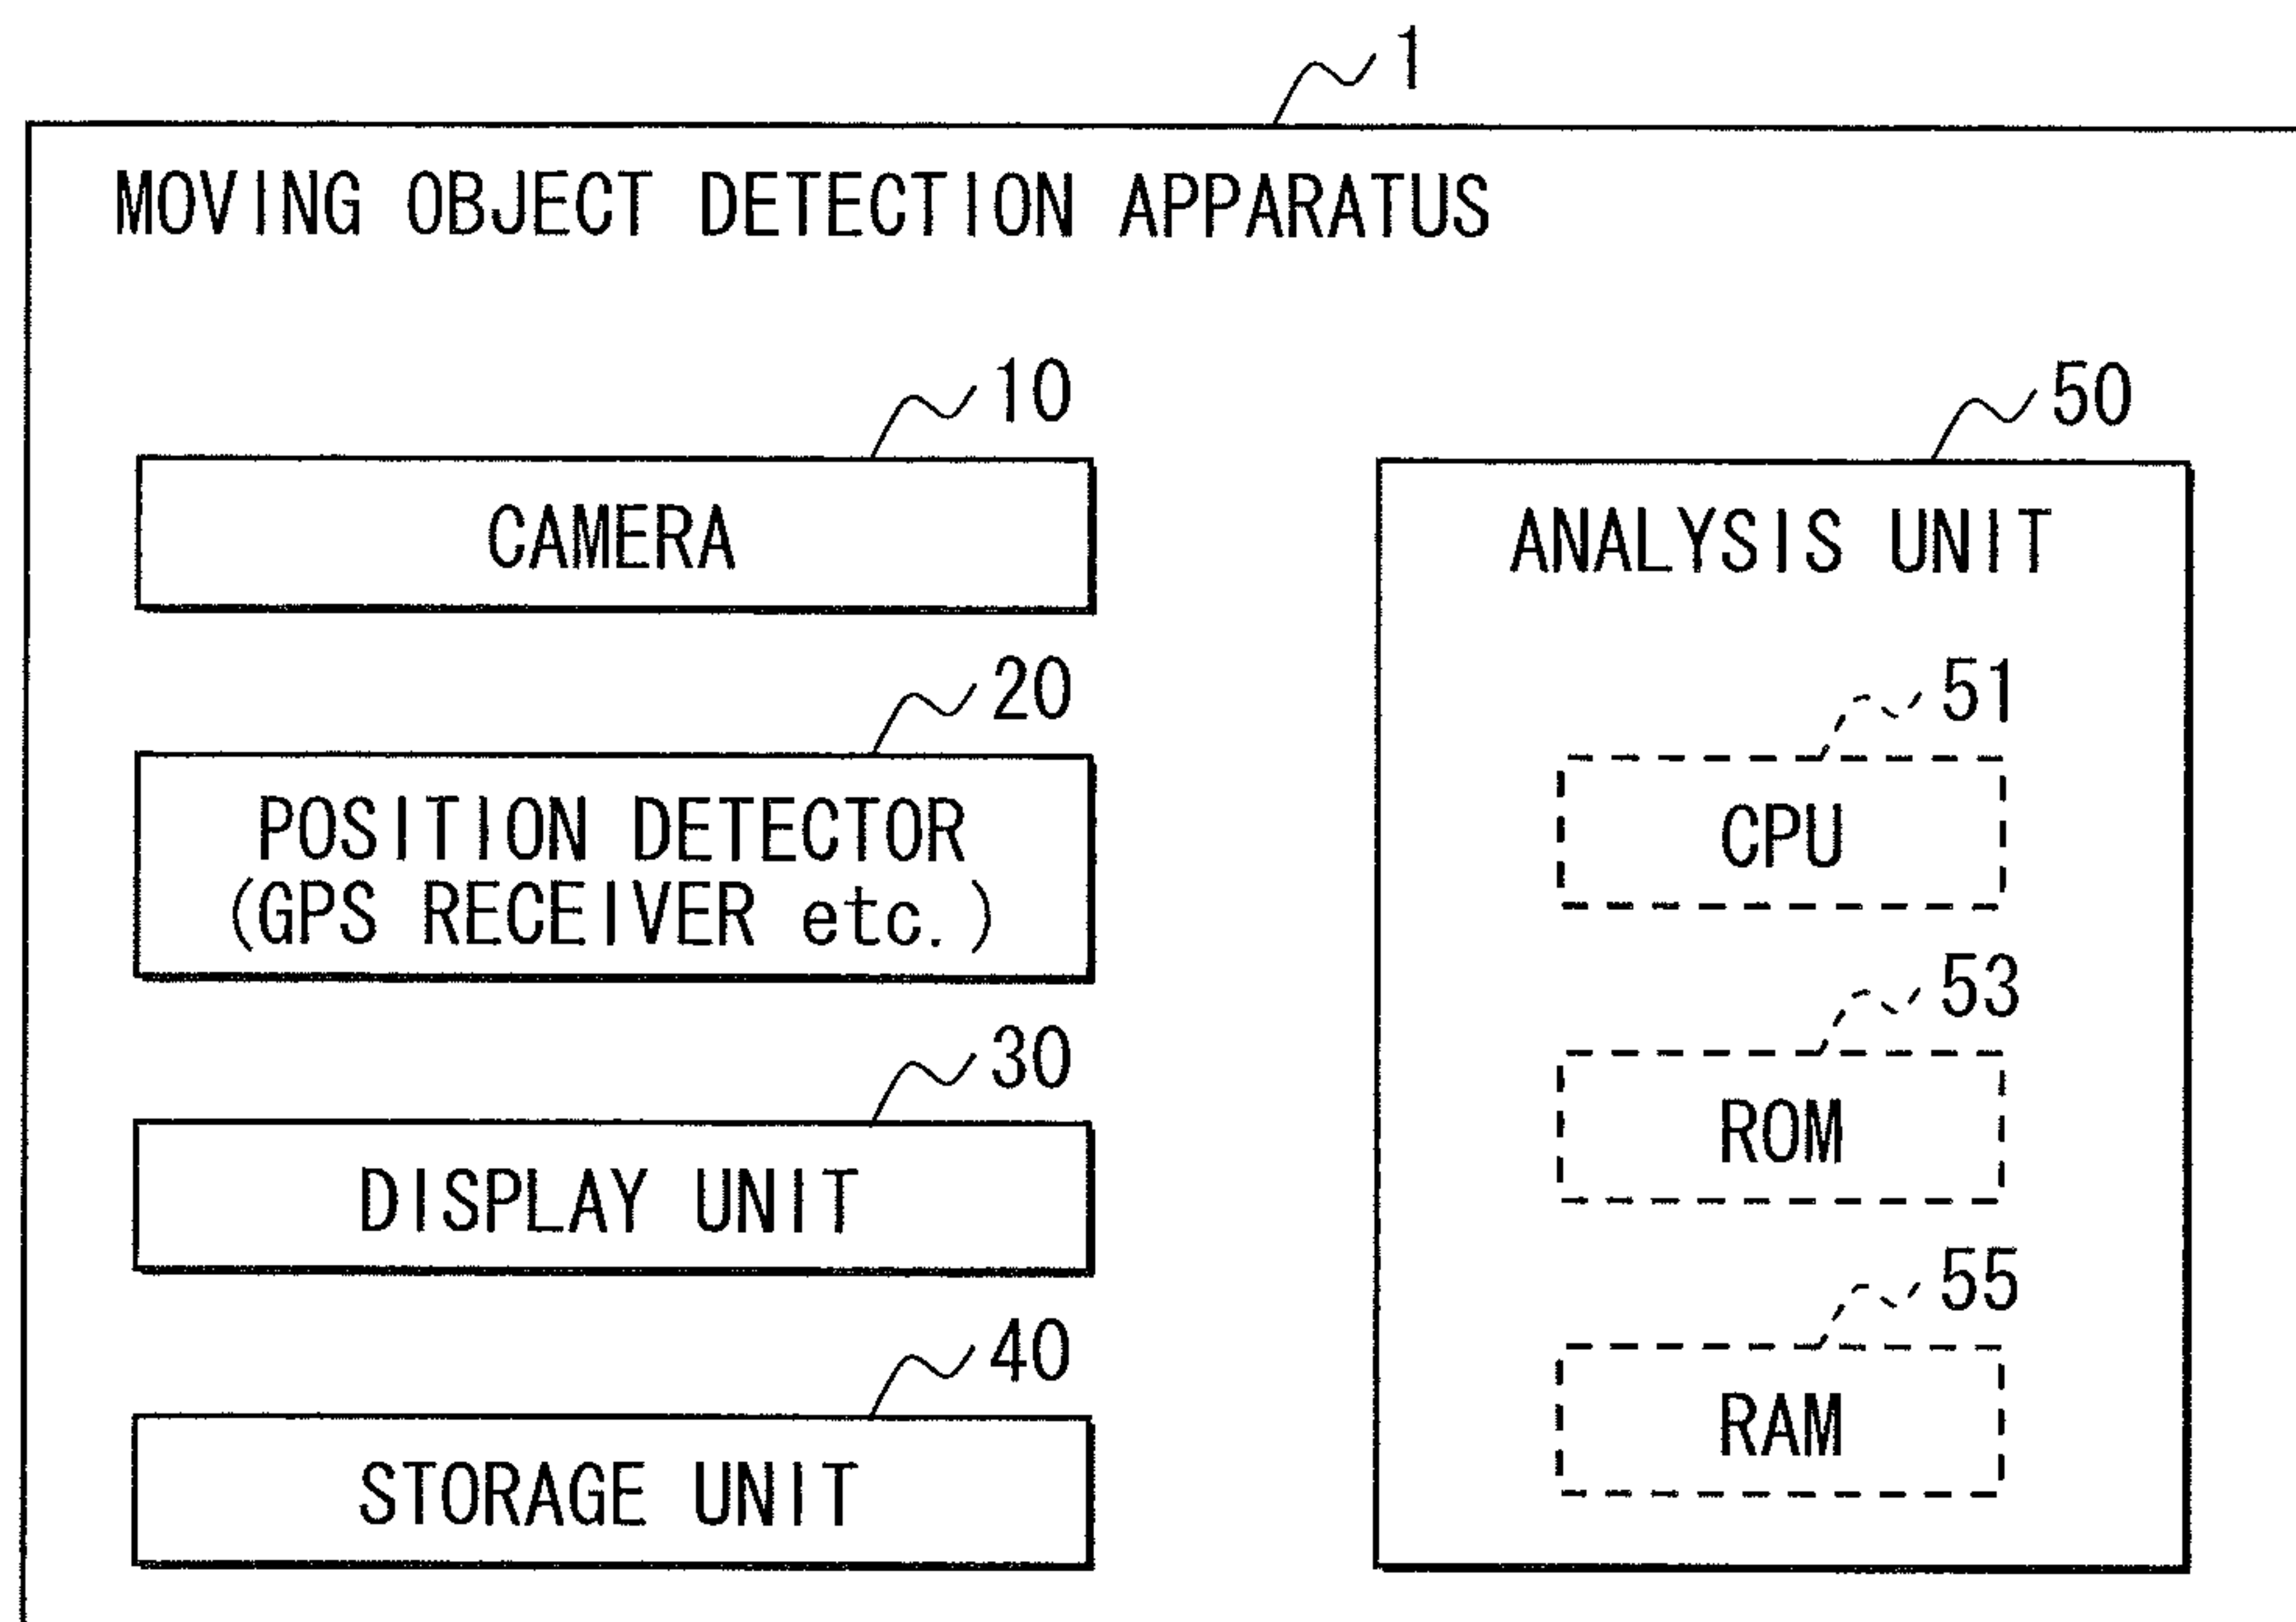 1
MOVING OBJECT DETECTION APPARATUS
10
CAMERA
20
POSITION DETECTOR
(GPS RECEIVER etc.)
30
DISPLAY UNIT
40
STORAGE UNIT
50
ANALYSIS UNIT
51
CPU
53
ROM
55
RAM